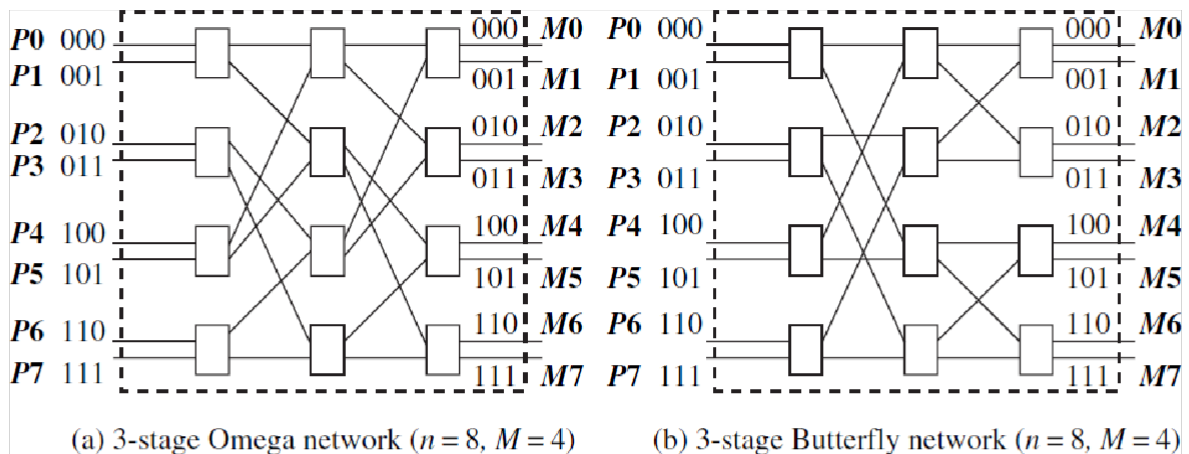 P0 000 000 M0 P0 000 000 M0
P1 001 001 M1 P1 001 001 M1
P2 010 010 M2 P2 010 010 M2
P3 011 011 M3 P3 011 011 M3
P4 100 100 M4 P4 100 100 M4
P5 101 101 M5 P5 101 101 M5
P6 110 110 M6 P6 110 110 M6
P7 111 111 M7 P7 111 111 M7
(a) 3-stage Omega network (n = 8, M = 4) (b) 3-stage Butterfly network (n = 8, M = 4)